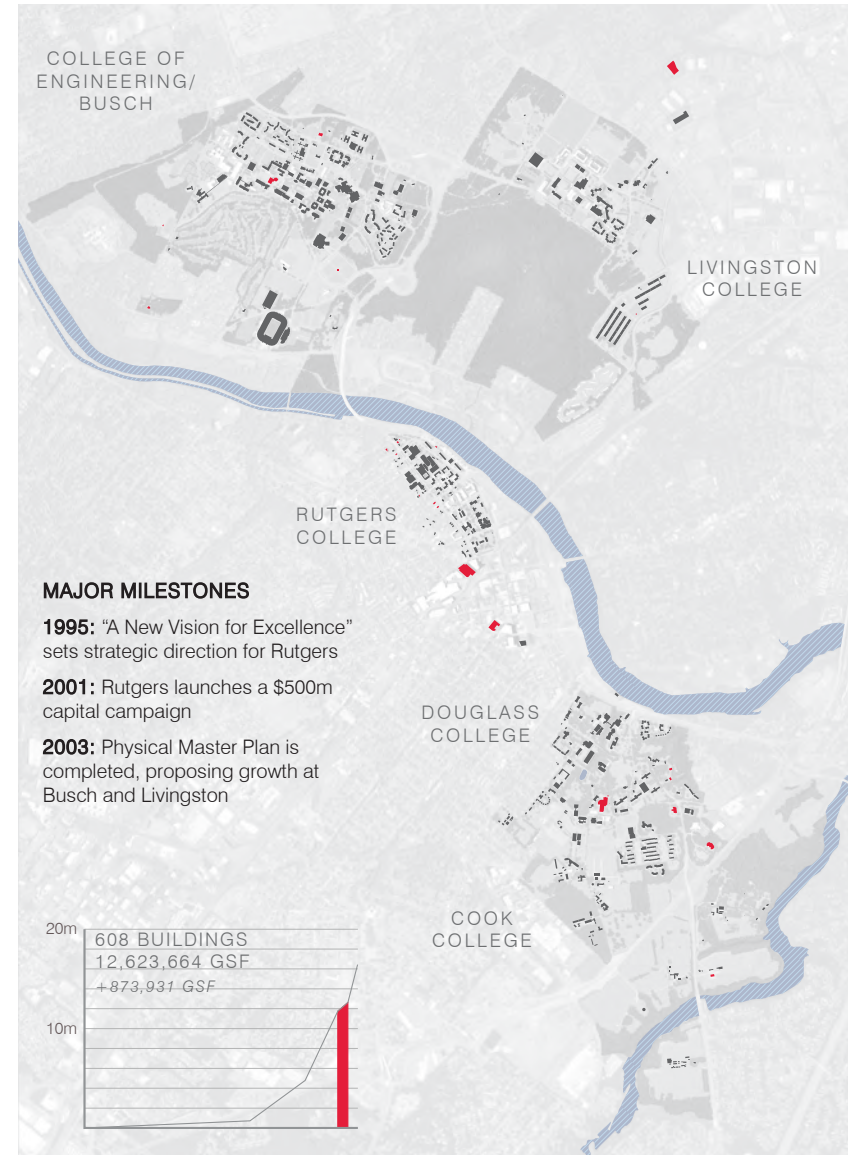 COLLEGE OF
ENGINEERING/
BUSCH
LIVINGSTON
COLLEGE
RUTGERS
COLLEGE
MAJOR MILESTONES
1995: “A New Vision for Excellence”
sets strategic direction for Rutgers
2001: Rutgers launches a $500m
capital campaign
2003: Physical Master Plan is
completed, proposing growth at
Busch and Livingston
DOUGLASS
COLLEGE
COOK
COLLEGE
20m
608 BUILDINGS
12,623,664 GSF
+873,931 GSF
10m